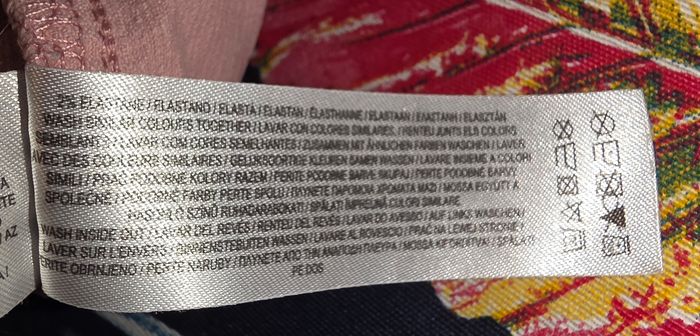 2% ELASTANE / ELASTANO / ELASTÀ / ELASTAN / ÉLASTHANNE / ELASTAAN / ΕΛΑΣΤΑΝΗ / ELASZTÁN
WASH SIMILAR COLOURS TOGETHER / LAVAR CON COLORES SIMILARES / RENTEU JUNTS ELS COLORS
SEMBLANTS / LAVAR COM CORES SEMELHANTES / ZUSAMMEN MIT ÄHNLICHEN FARBEN WASCHEN / LAVER
AVEC DES COULEURS SIMILAIRES / GELIJKSOORTIGE KLEUREN SAMEN WASSEN / LAVARE INSIEME A COLORI
SIMILI / PRAĆ PODOBNE KOLORY RAZEM / PERITE PODOBNE BARVE SKUPAJ / PERTE PODOBNÉ BARVY
SPOLEČNĚ / PODOBNÉ FARBY PERTE SPOLU / ΠΛΥΝΕΤΕ ΠΑΡΟΜΟΙΑ ΧΡΩΜΑΤΑ ΜΑΖΙ / MOSSA EGYÜTT A
HASONLÓ SZÍNŰ RUHADARABOKAT / SPĂLAȚI ÎMPREUNĂ CULORI SIMILARE
WASH INSIDE OUT / LAVAR DEL REVÉS / RENTEU DEL REVÉS / LAVAR DO AVESSO / AUF LINKS WASCHEN /
LAVER SUR L'ENVERS / BINNENSTEBUITEN WASSEN / LAVARE AL ROVESCIO / PRAĆ NA LEWEJ STRONIE /
PERITE OBRNJENO / PERTE NARUBY / ΠΛΥΝΕΤΕ ΑΠΟ ΤΗΝ ΑΝΑΠΟΔΗ ΠΛΕΥΡΑ / MOSSA KIFORDÍTVA / SPĂLAȚI
PE DOS